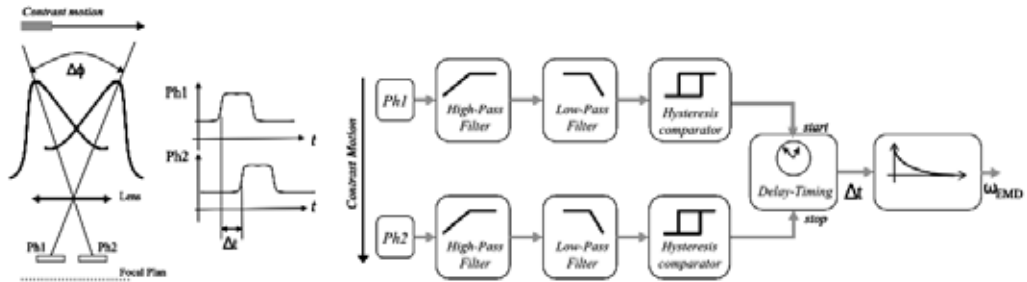 Contrast motion
Δϕ
Lens
Ph1
Ph2
Focal Plan
Ph1
t
Ph2
t
Δt
Contrast Motion
Ph1
High-Pass
Filter
Low-Pass
Filter
Hysteresis
comparator
start
Delay-Timing
Δt
ω_EMD
stop
Ph2
High-Pass
Filter
Low-Pass
Filter
Hysteresis
comparator